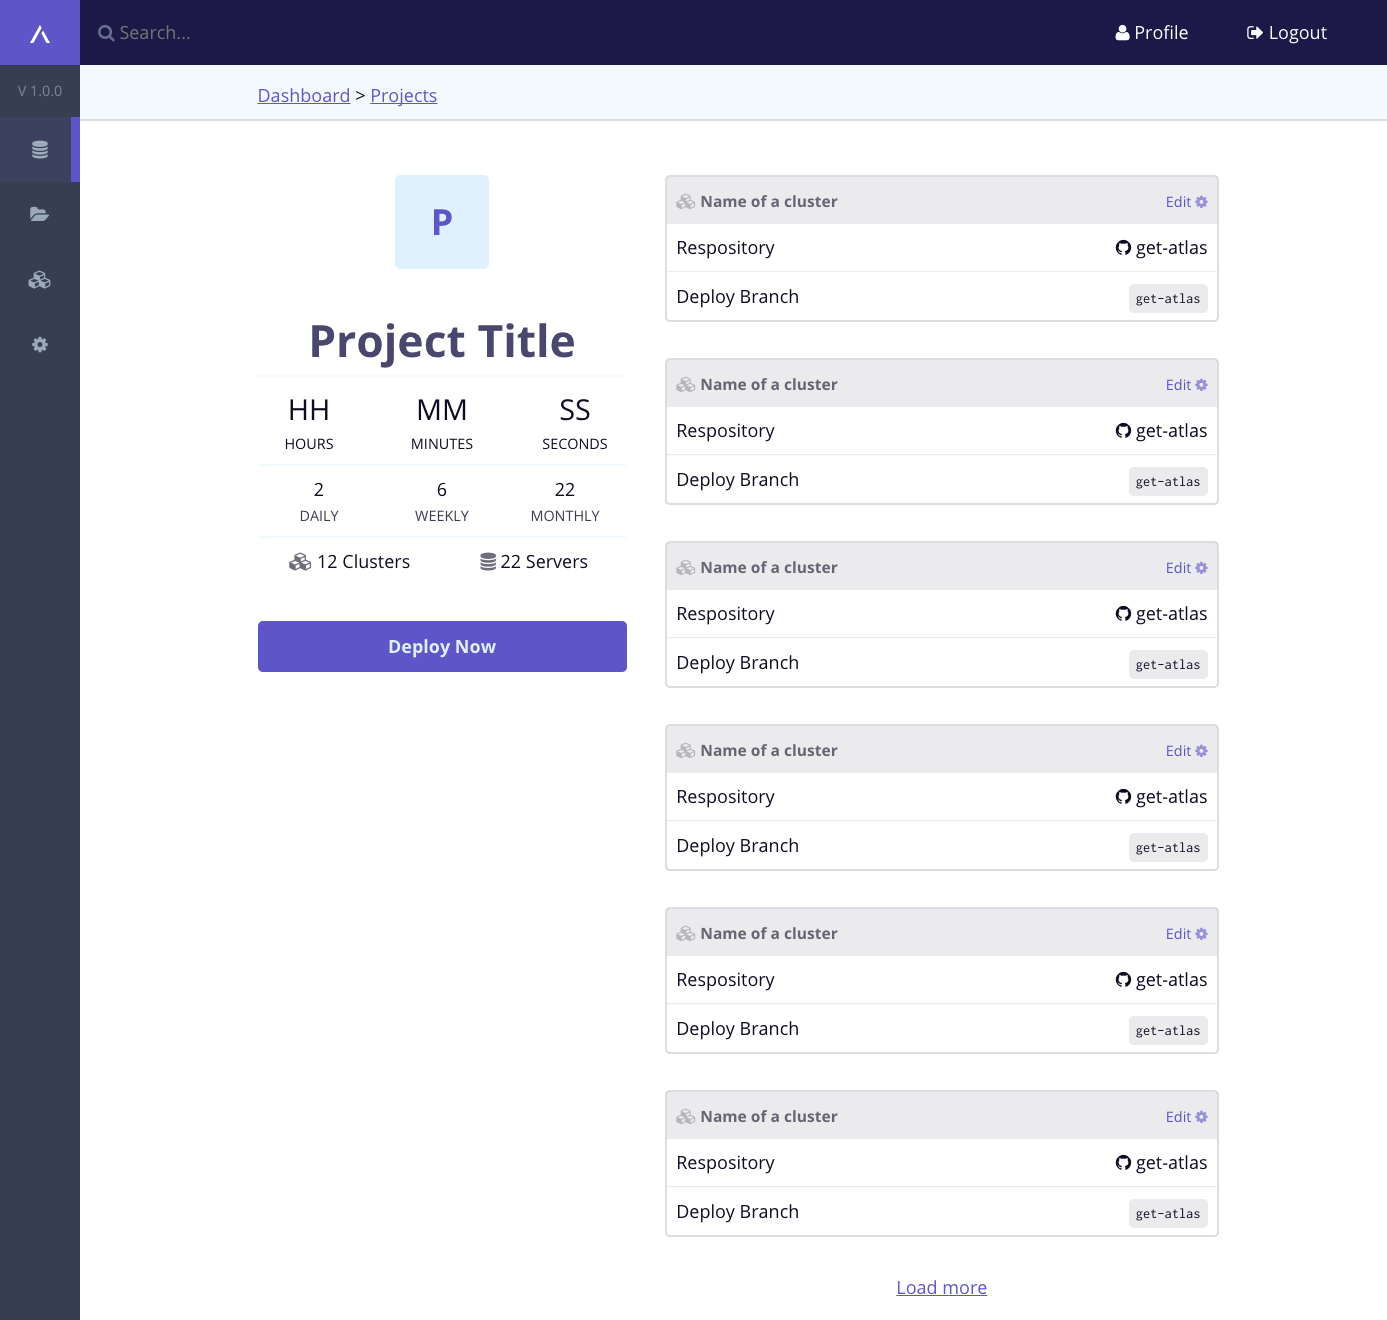 Search...
Profile
Logout
V 1.0.0
Dashboard > Projects
P
Project Title
HH MM SS
HOURS MINUTES SECONDS
2 6 22
DAILY WEEKLY MONTHLY
12 Clusters 22 Servers
Deploy Now
Name of a cluster Edit
Respository get-atlas
Deploy Branch get-atlas
Name of a cluster Edit
Respository get-atlas
Deploy Branch get-atlas
Name of a cluster Edit
Respository get-atlas
Deploy Branch get-atlas
Name of a cluster Edit
Respository get-atlas
Deploy Branch get-atlas
Name of a cluster Edit
Respository get-atlas
Deploy Branch get-atlas
Name of a cluster Edit
Respository get-atlas
Deploy Branch get-atlas
Load more